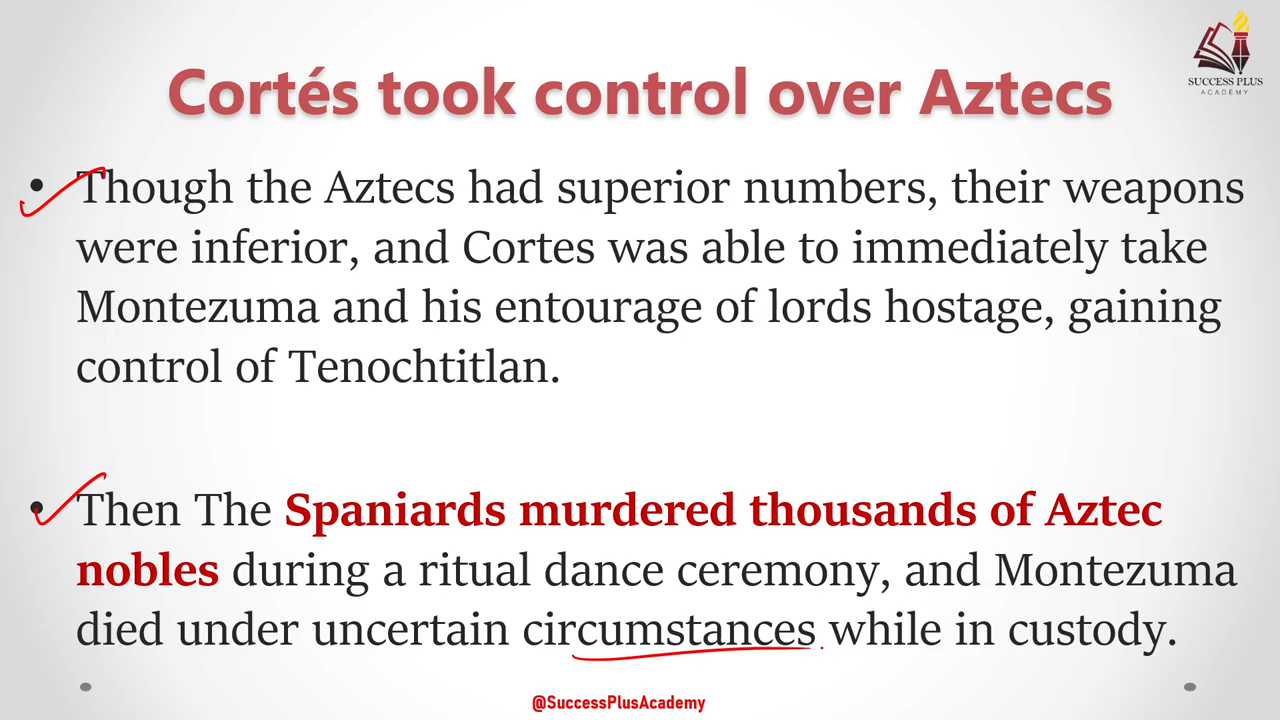 SUCCESS PLUS
ACADEMY
Cortés took control over Aztecs
• Though the Aztecs had superior numbers, their weapons
were inferior, and Cortes was able to immediately take
Montezuma and his entourage of lords hostage, gaining
control of Tenochtitlan.
• Then The Spaniards murdered thousands of Aztec
nobles during a ritual dance ceremony, and Montezuma
died under uncertain circumstances while in custody.
@SuccessPlusAcademy